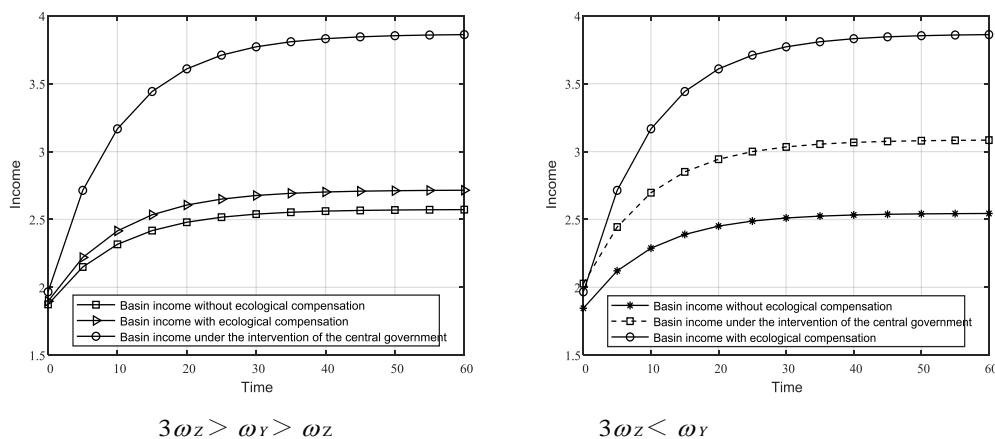 4
3.5
3
2.5
2
1.5
Income
0 10 20 30 40 50 60
Time
Basin income without ecological compensation
Basin income with ecological compensation
Basin income under the intervention of the central government
4
3.5
3
2.5
2
1.5
Income
0 10 20 30 40 50 60
Time
Basin income without ecological compensation
Basin income under the intervention of the central government
Basin income with ecological compensation
3ωZ > ωY > ωZ
3ωZ < ωY